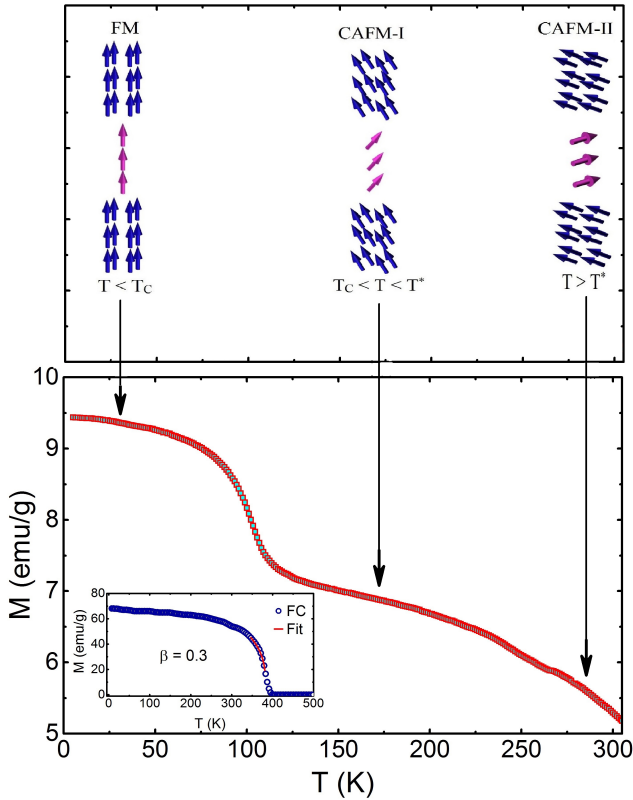 FM
CAFM-I
CAFM-II
T < TC
TC < T < T*
T > T*
10
9
8
7
6
5
M (emu/g)
80
60
40
20
0
M (emu/g)
FC
Fit
β = 0.3
0 100 200 300 400 500
T (K)
0 50 100 150 200 250 300
T (K)